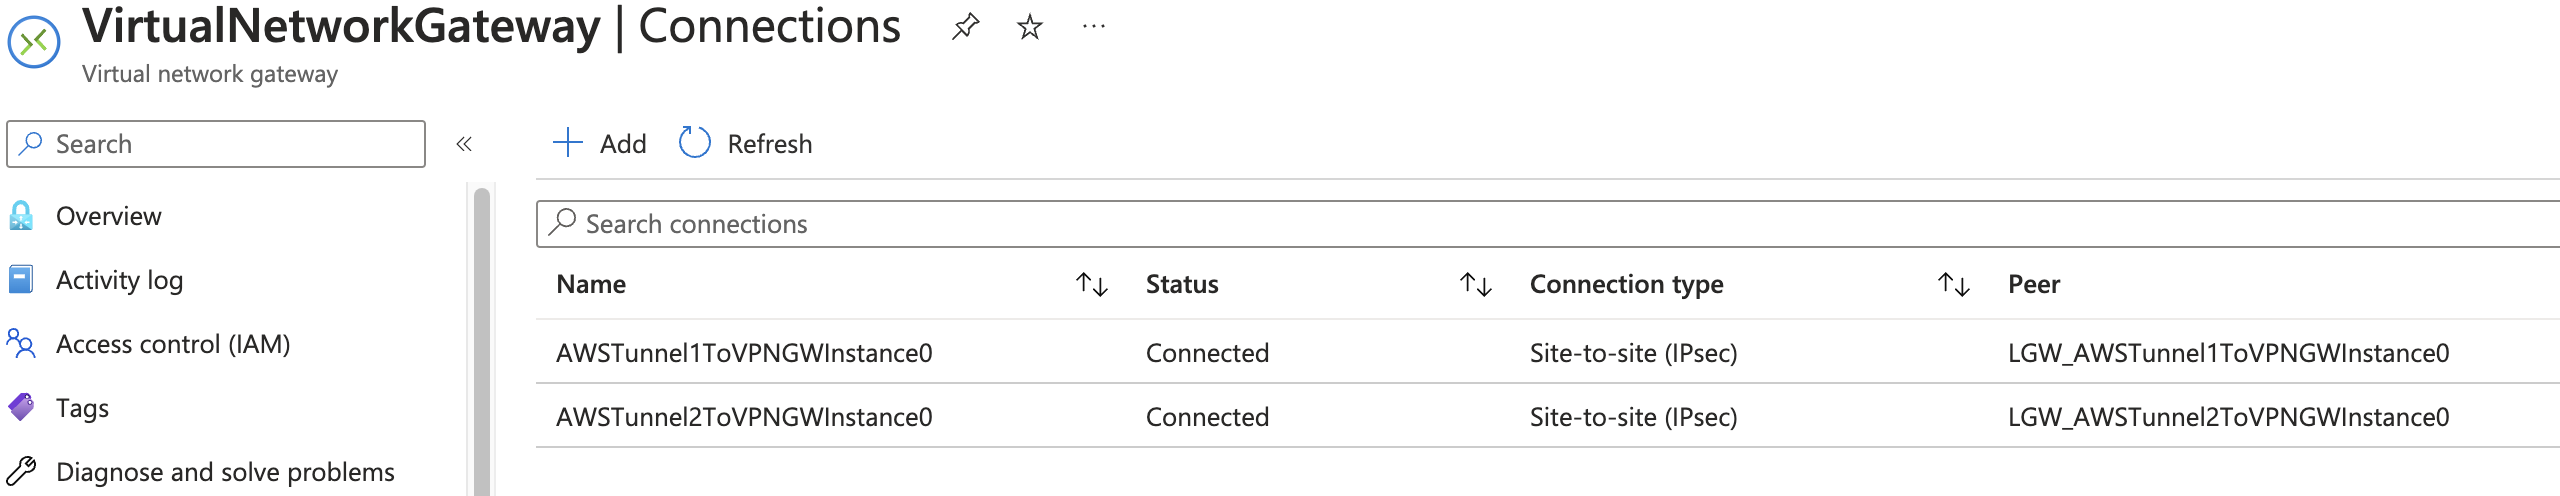 VirtualNetworkGateway | Connections
Virtual network gateway
Search
Add
Refresh
Overview
Activity log
Access control (IAM)
Tags
Diagnose and solve problems
Search connections
Name Status Connection type Peer
AWSTunnel1ToVPNGWInstance0 Connected Site-to-site (IPsec) LGW_AWSTunnel1ToVPNGWInstance0
AWSTunnel2ToVPNGWInstance0 Connected Site-to-site (IPsec) LGW_AWSTunnel2ToVPNGWInstance0